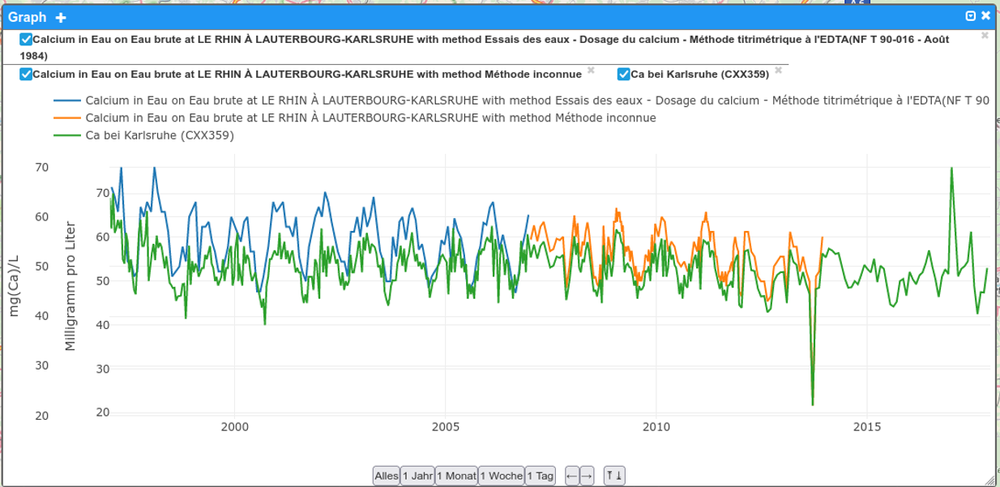 Graph +
Calcium in Eau on Eau brute at LE RHIN À LAUTERBOURG-KARLSRUHE with method Essais des eaux - Dosage du calcium - Méthode titrimétrique à l'EDTA(NF T 90-016 - Août
1984)
Calcium in Eau on Eau brute at LE RHIN À LAUTERBOURG-KARLSRUHE with method Méthode inconnue
Ca bei Karlsruhe (CXX359)
Calcium in Eau on Eau brute at LE RHIN À LAUTERBOURG-KARLSRUHE with method Essais des eaux - Dosage du calcium - Méthode titrimétrique à l'EDTA(NF T 90
Calcium in Eau on Eau brute at LE RHIN À LAUTERBOURG-KARLSRUHE with method Méthode inconnue
Ca bei Karlsruhe (CXX359)
mg(Ca)/L
70
60
50
40
30
20
Milligramm pro Liter
70
60
50
40
30
20
2000 2005 2010 2015
Alles 1 Jahr 1 Monat 1 Woche 1 Tag ← → ↑↓